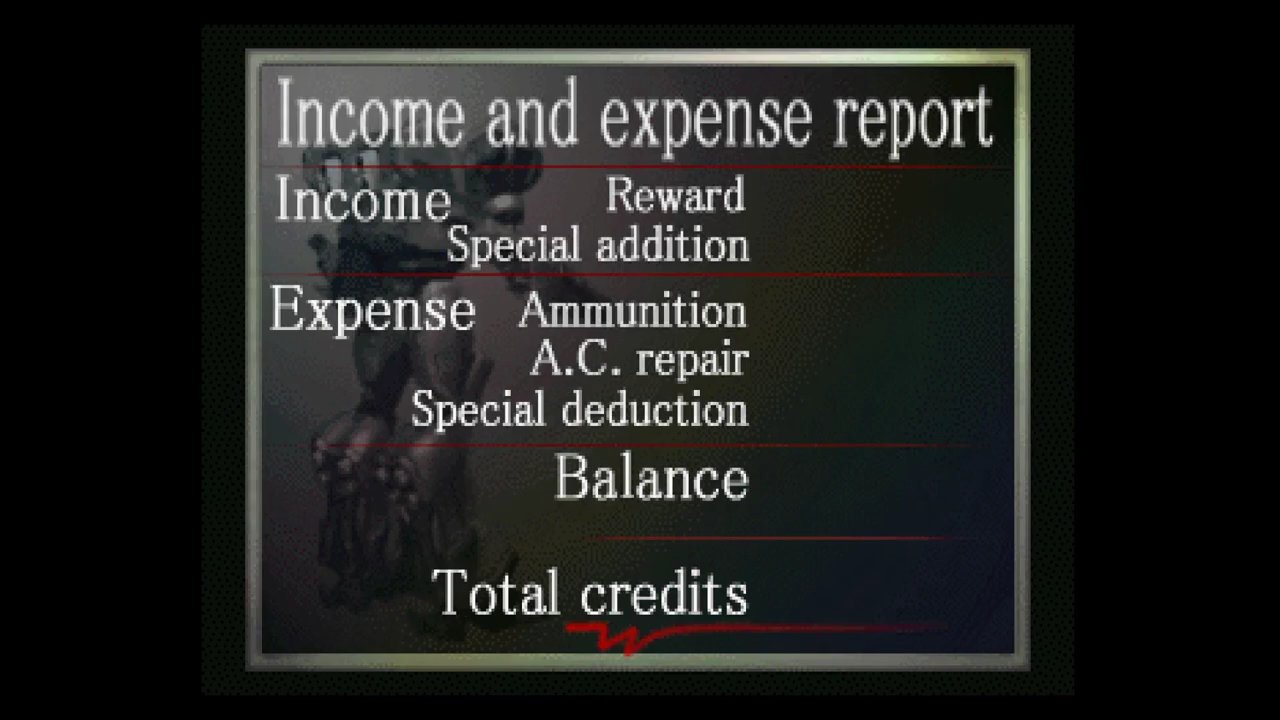 Income and expense report
Income Reward
Special addition
Expense Ammunition
A.C. repair
Special deduction
Balance
Total credits